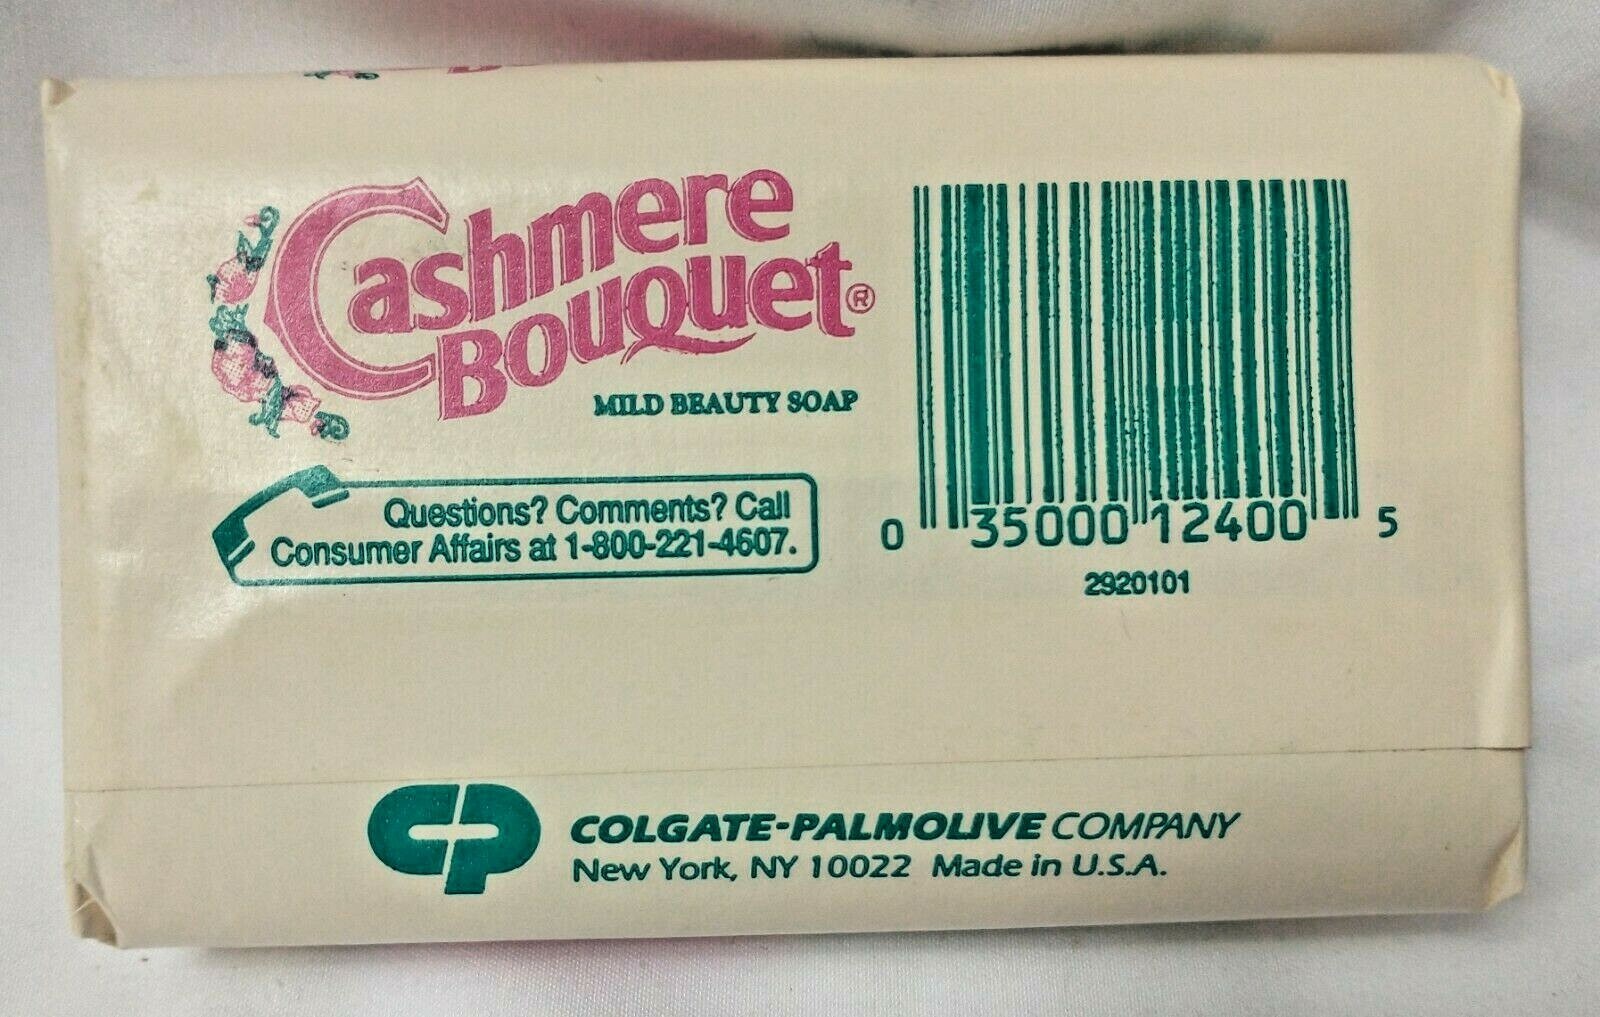 Cashmere
BOUQUET®
MILD BEAUTY SOAP
Questions? Comments? Call
Consumer Affairs at 1-800-221-4607.
0 35000 12400 5
2920101
CP
COLGATE-PALMOLIVE COMPANY
New York, NY 10022 Made in U.S.A.